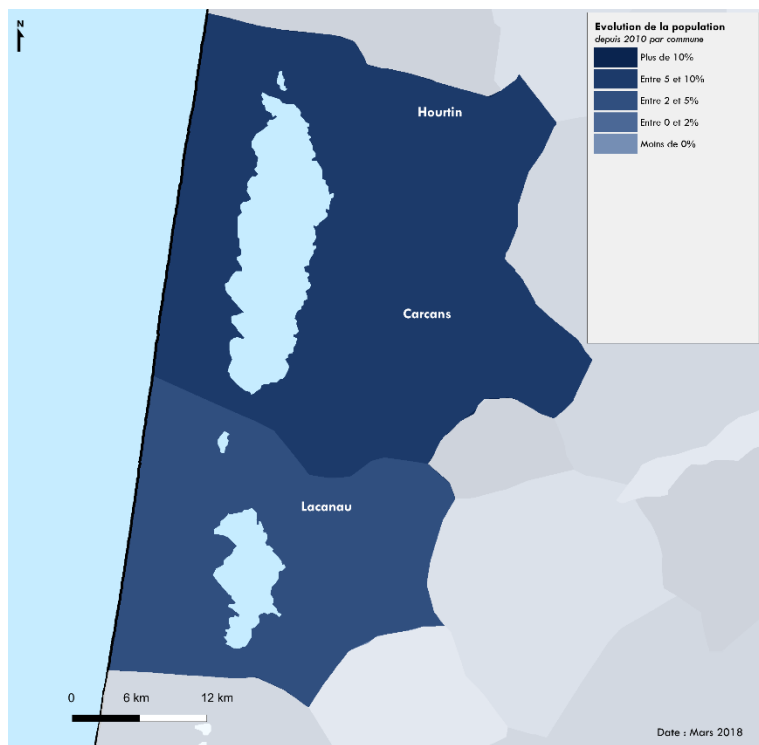 N
Evolution de la population
depuis 2010 par commune
Plus de 10%
Entre 5 et 10%
Entre 2 et 5%
Entre 0 et 2%
Moins de 0%
Hourtin
Carcans
Lacanau
0 6 km 12 km
Date : Mars 2018